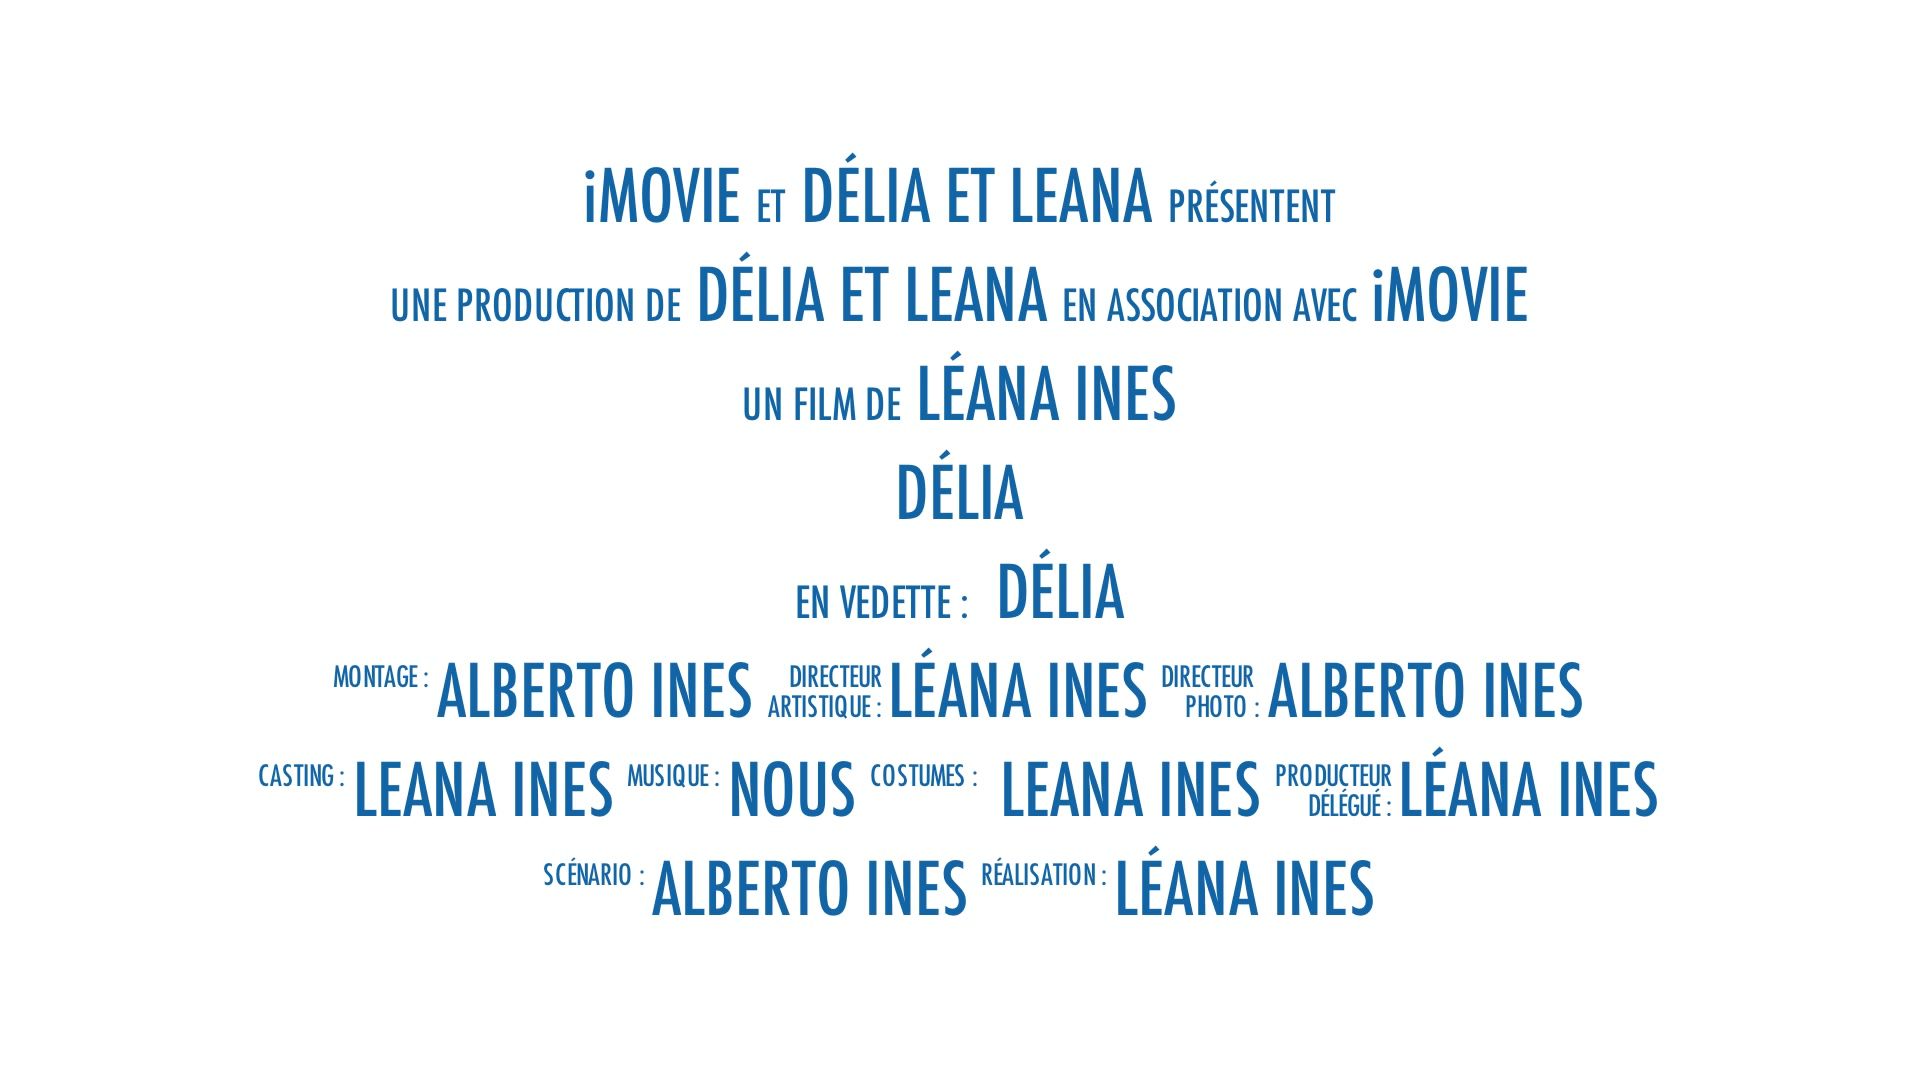 iMOVIE ET DÉLIA ET LEANA PRÉSENTENT
UNE PRODUCTION DE DÉLIA ET LEANA EN ASSOCIATION AVEC iMOVIE
UN FILM DE LÉANA INES
DÉLIA
EN VEDETTE : DÉLIA
MONTAGE : ALBERTO INES DIRECTEUR ARTISTIQUE : LÉANA INES DIRECTEUR PHOTO : ALBERTO INES
CASTING : LEANA INES MUSIQUE : NOUS COSTUMES : LEANA INES PRODUCTEUR DÉLÉGUÉ : LÉANA INES
SCÉNARIO : ALBERTO INES RÉALISATION : LÉANA INES